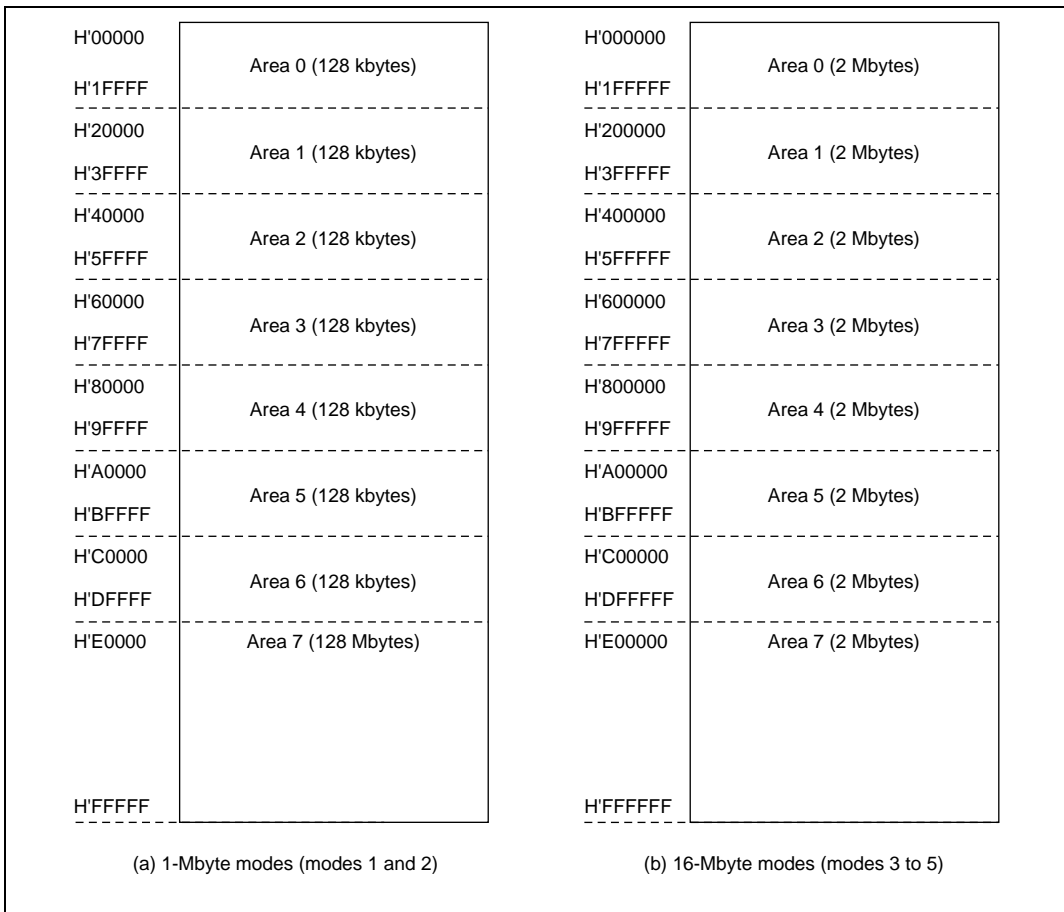 H'00000
Area 0 (128 kbytes)
H'1FFFF
H'20000
Area 1 (128 kbytes)
H'3FFFF
H'40000
Area 2 (128 kbytes)
H'5FFFF
H'60000
Area 3 (128 kbytes)
H'7FFFF
H'80000
Area 4 (128 kbytes)
H'9FFFF
H'A0000
Area 5 (128 kbytes)
H'BFFFF
H'C0000
Area 6 (128 kbytes)
H'DFFFF
H'E0000
Area 7 (128 Mbytes)
H'FFFFF
(a) 1-Mbyte modes (modes 1 and 2)
H'000000
Area 0 (2 Mbytes)
H'1FFFFF
H'200000
Area 1 (2 Mbytes)
H'3FFFFF
H'400000
Area 2 (2 Mbytes)
H'5FFFFF
H'600000
Area 3 (2 Mbytes)
H'7FFFFF
H'800000
Area 4 (2 Mbytes)
H'9FFFFF
H'A00000
Area 5 (2 Mbytes)
H'BFFFFF
H'C00000
Area 6 (2 Mbytes)
H'DFFFFF
H'E00000
Area 7 (2 Mbytes)
H'FFFFFF
(b) 16-Mbyte modes (modes 3 to 5)